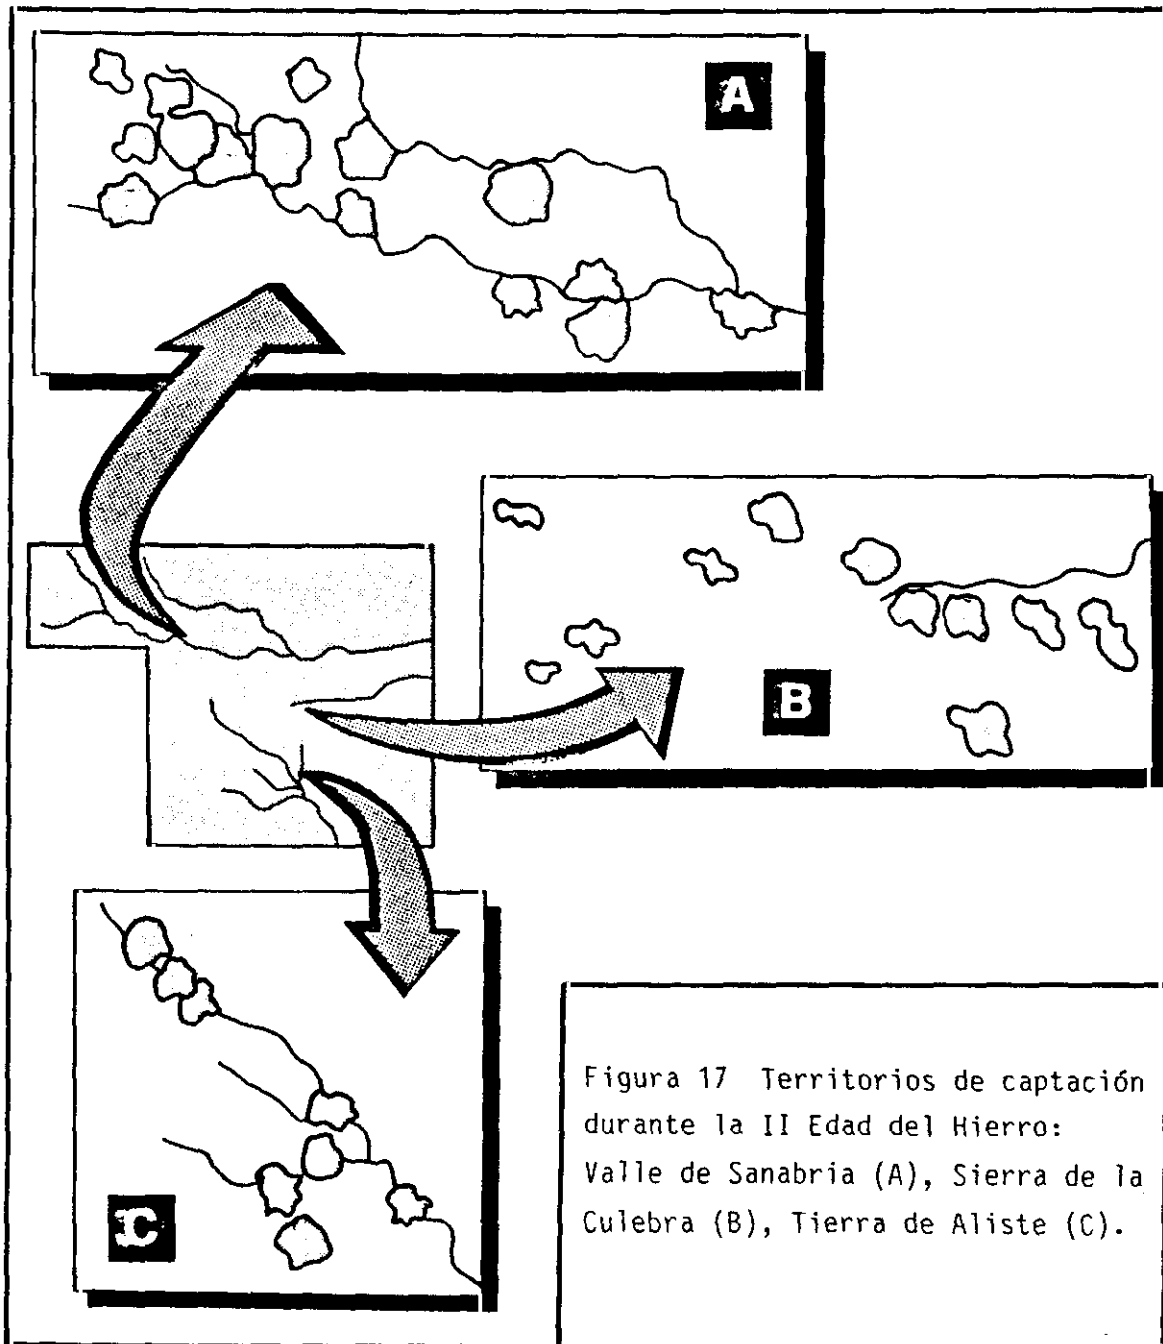 A
B
C
Figura 17 Territorios de captación
durante la II Edad del Hierro:
Valle de Sanabria (A), Sierra de la
Culebra (B), Tierra de Aliste (C).